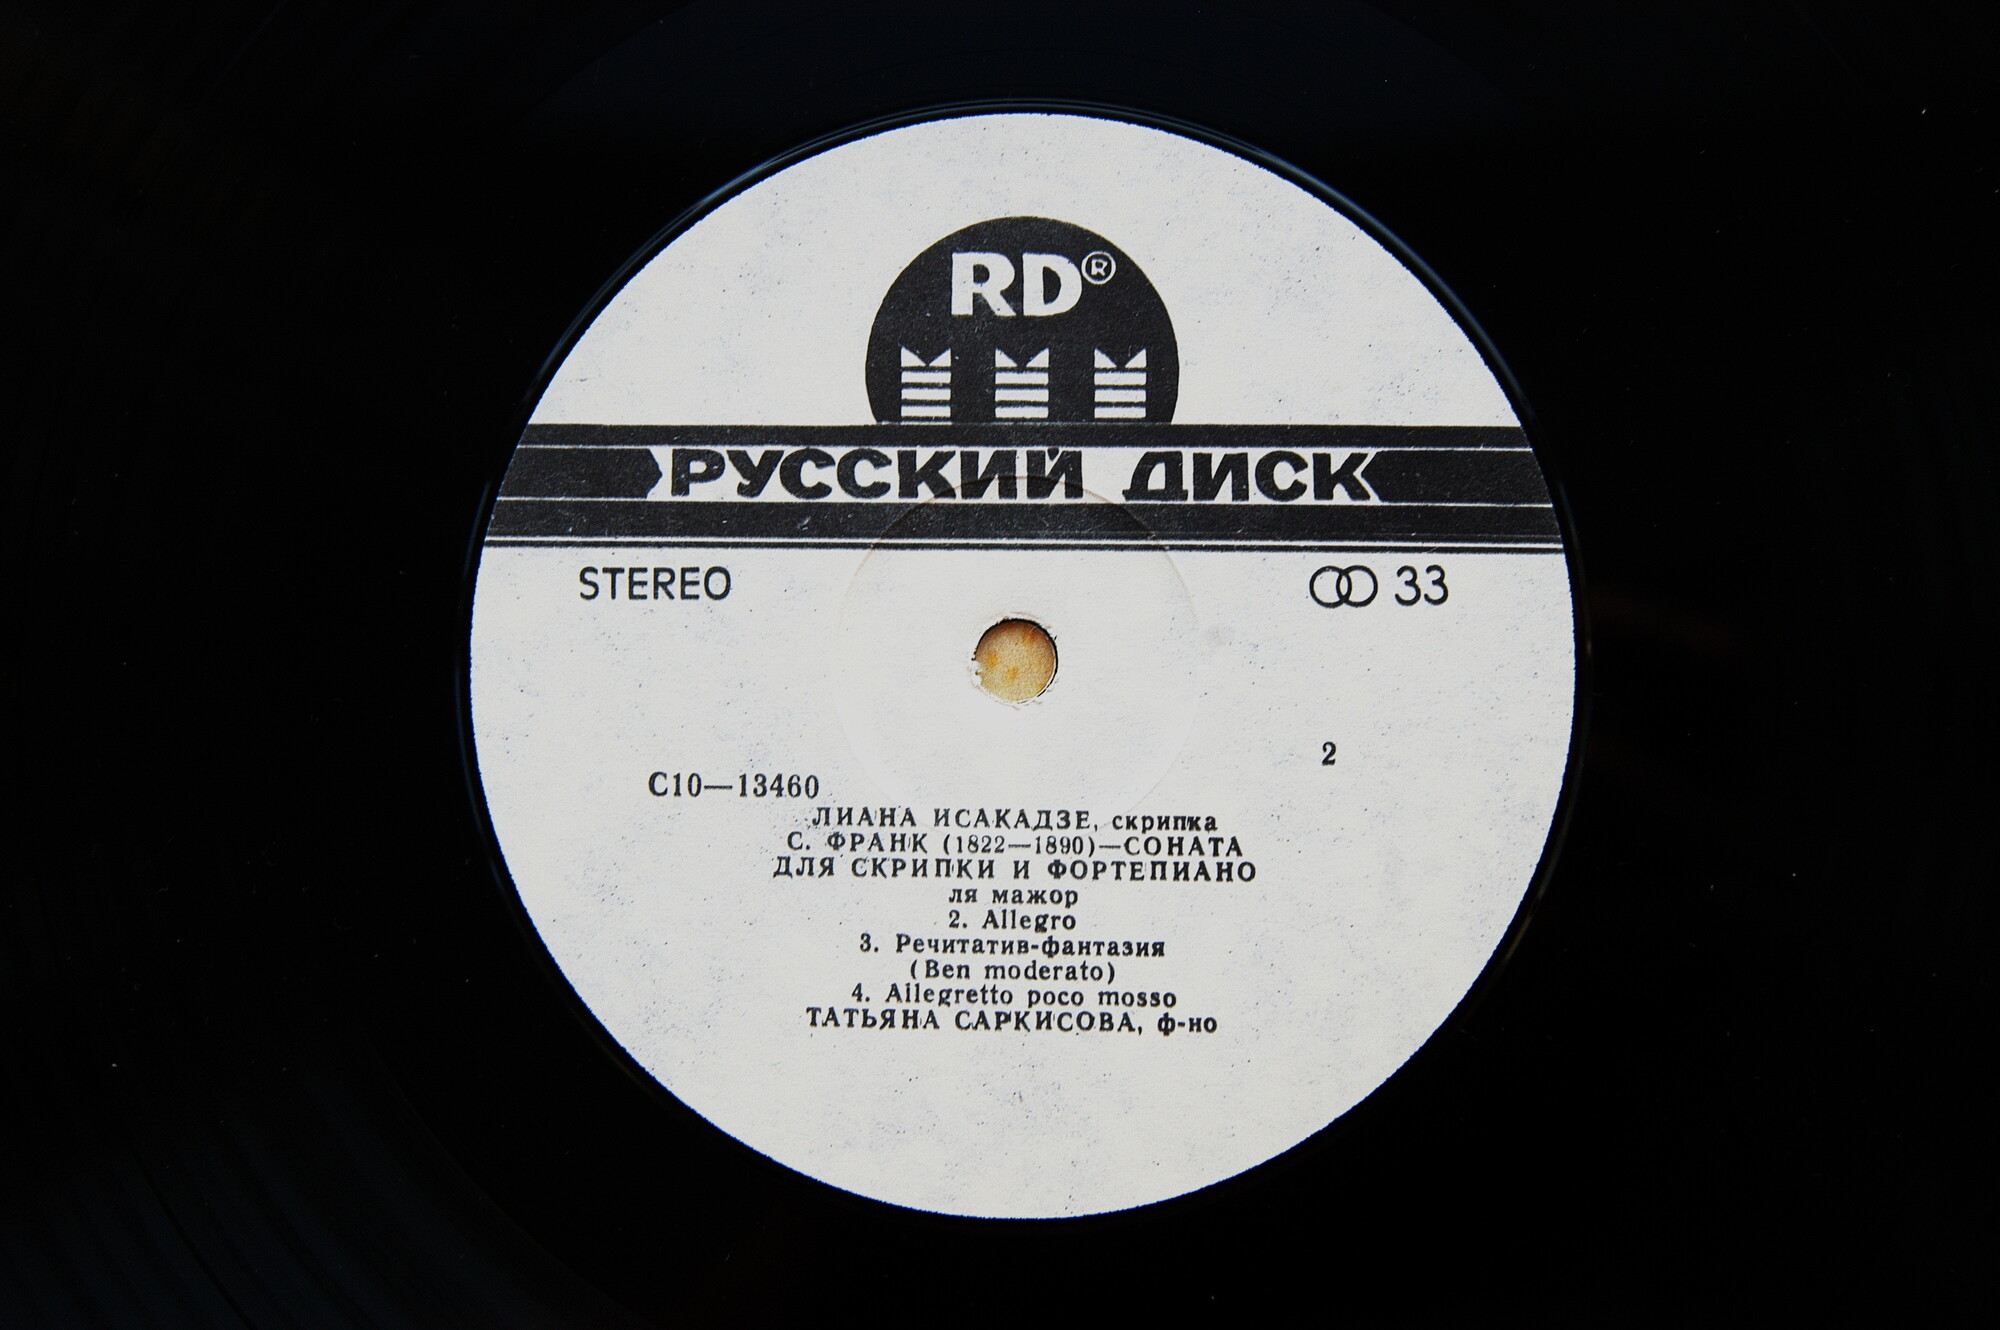 RD®
РУССКИЙ ДИСК
STEREO
33
2
С10—13460
ЛИАНА ИСАКАДЗЕ, скрипка
С. ФРАНК (1822—1890)—СОНАТА
ДЛЯ СКРИПКИ И ФОРТЕПИАНО
ля мажор
2. Allegro
3. Речитатив-фантазия
(Ben moderato)
4. Allegretto poco mosso
ТАТЬЯНА САРКИСОВА, ф-но